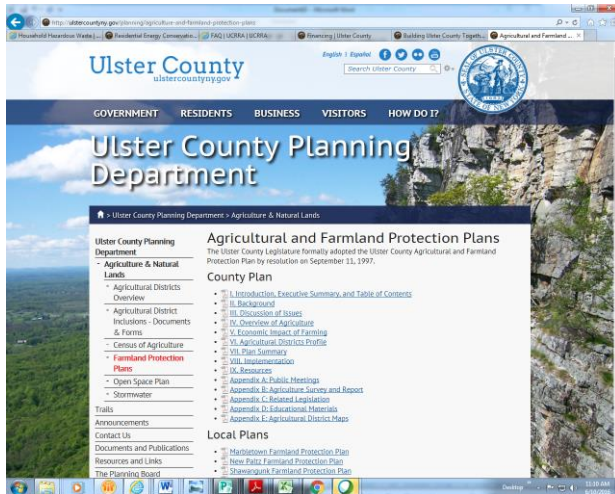 http://ulstercountyny.gov/planning/agriculture-and-farmland-protection-plans
Household Hazardous Waste |...
Residential Energy Conservatio...
FAQ | UCRRA | UCRRA
Financing | Ulster County
Building Ulster County Togeth...
Agricultural and Farmland ...
Ulster County
ulstercountyny.gov
English | Español
Search Ulster County
GOVERNMENT RESIDENTS BUSINESS VISITORS HOW DO I?
Ulster County Planning
Department
> Ulster County Planning Department > Agriculture & Natural Lands
Ulster County Planning
Department
- Agriculture & Natural
Lands
Agricultural Districts
Overview
Agricultural District
Inclusions - Documents
& Forms
Census of Agriculture
Farmland Protection
Plans
Open Space Plan
Stormwater
Trails
Announcements
Contact Us
Documents and Publications
Resources and Links
The Planning Board
Agricultural and Farmland Protection Plans
The Ulster County Legislature formally adopted the Ulster County Agricultural and Farmland
Protection Plan by resolution on September 11, 1997.
County Plan
I. Introduction, Executive Summary, and Table of Contents
II. Background
III. Discussion of Issues
IV. Overview of Agriculture
V. Economic Impact of Farming
VI. Agricultural Districts Profile
VII. Plan Summary
VIII. Implementation
IX. Resources
Appendix A: Public Meetings
Appendix B: Agriculture Survey and Report
Appendix C: Related Legislation
Appendix D: Educational Materials
Appendix E: Agricultural District Maps
Local Plans
Marbletown Farmland Protection Plan
New Paltz Farmland Protection Plan
Shawangunk Farmland Protection Plan
Desktop
11:10 AM